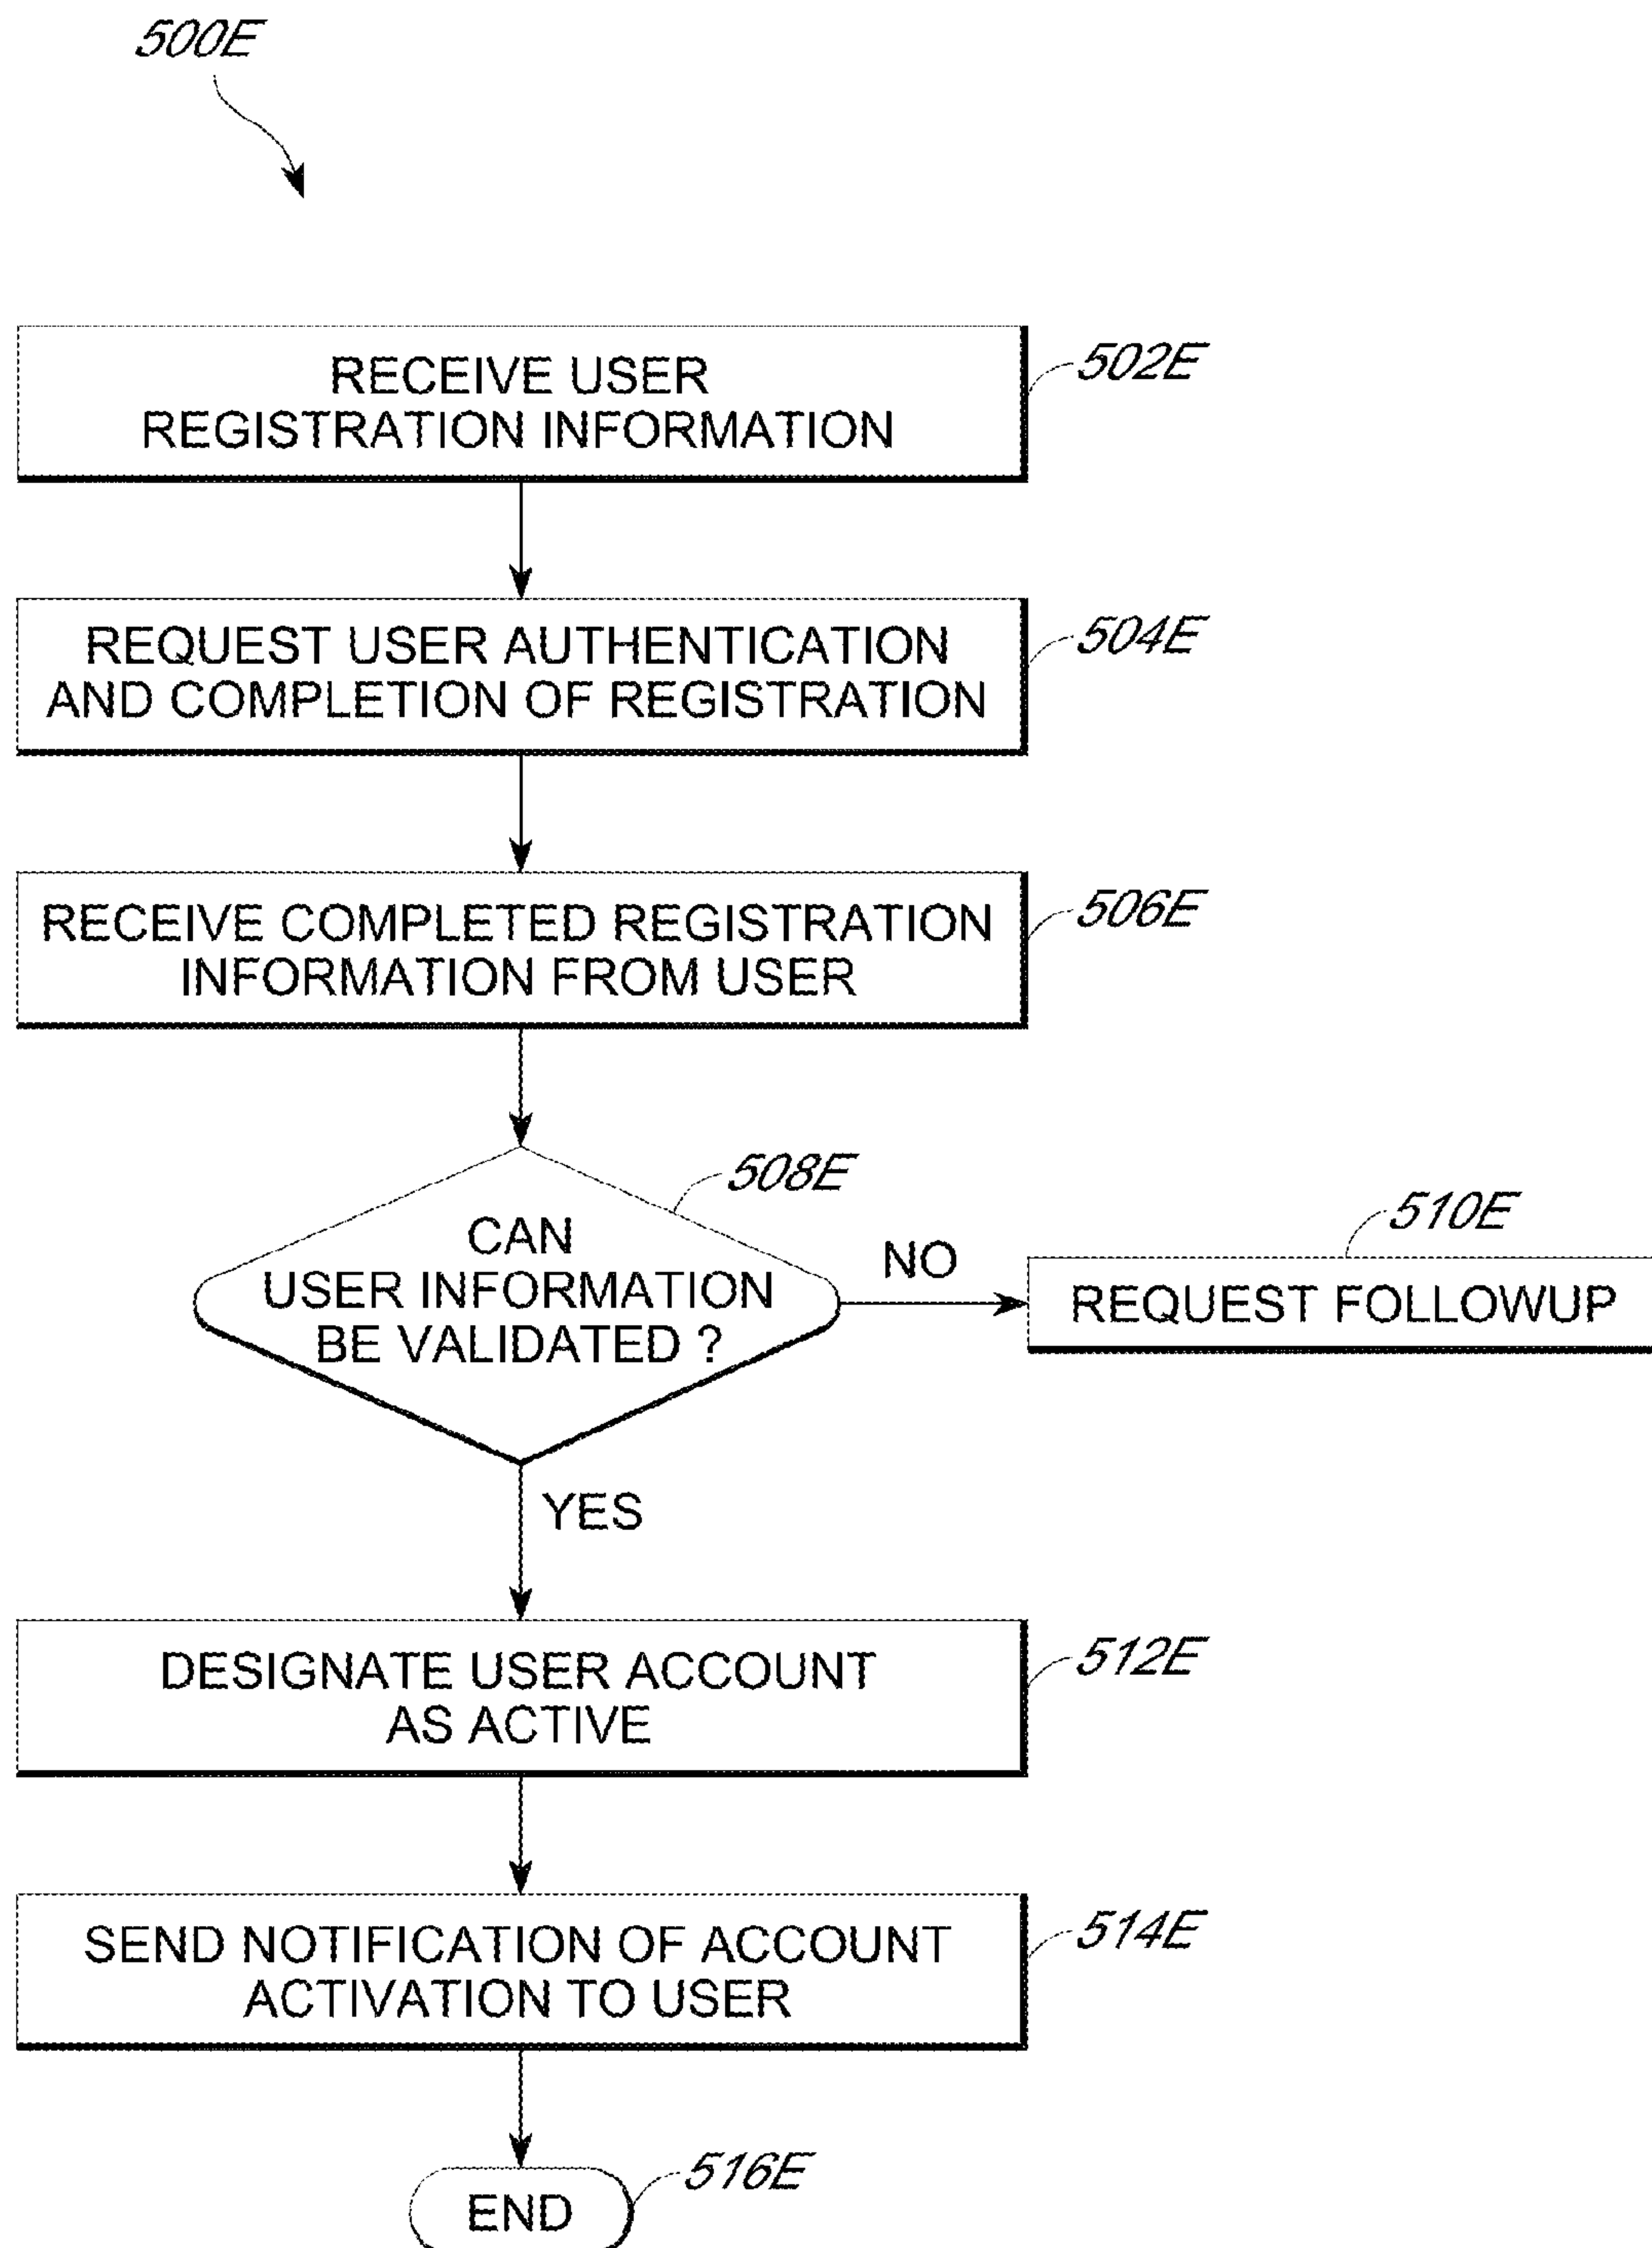 500E
RECEIVE USER
REGISTRATION INFORMATION
502E
REQUEST USER AUTHENTICATION
AND COMPLETION OF REGISTRATION
504E
RECEIVE COMPLETED REGISTRATION
INFORMATION FROM USER
506E
508E
CAN
USER INFORMATION
BE VALIDATED ?
NO
510E
REQUEST FOLLOWUP
YES
DESIGNATE USER ACCOUNT
AS ACTIVE
512E
SEND NOTIFICATION OF ACCOUNT
ACTIVATION TO USER
514E
516E
END